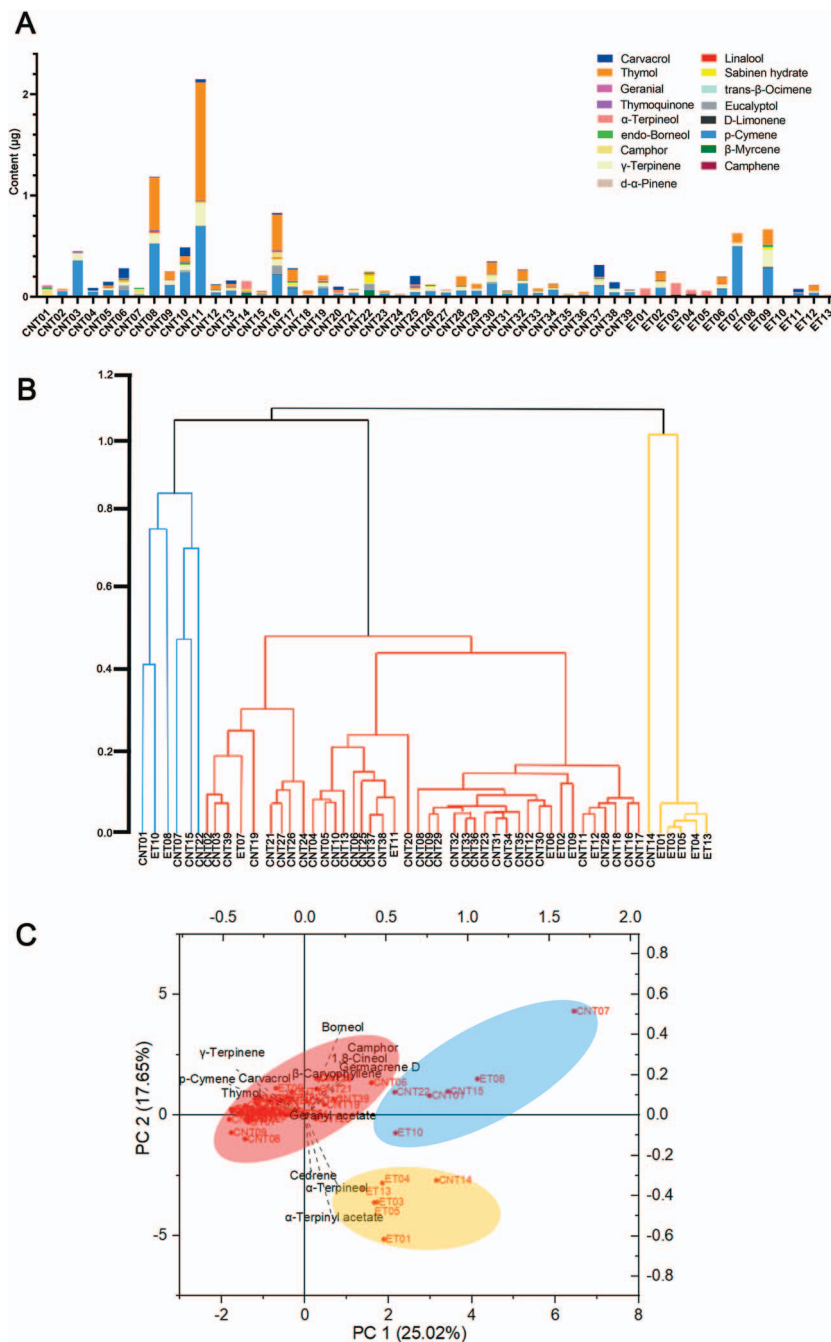 A
Carvacrol
Thymol
Geranial
Thymoquinone
α-Terpineol
endo-Borneol
Camphor
γ-Terpinene
d-α-Pinene
Linalool
Sabinen hydrate
trans-β-Ocimene
Eucalyptol
D-Limonene
p-Cymene
β-Myrcene
Camphene
Content (μg)
2
1
0
CNT01 CNT02 CNT03 CNT04 CNT05 CNT06 CNT07 CNT08 CNT09 CNT10 CNT11 CNT12 CNT13 CNT14 CNT15 CNT16 CNT17 CNT18 CNT19 CNT20 CNT21 CNT22 CNT23 CNT24 CNT25 CNT26 CNT27 CNT28 CNT29 CNT30 CNT31 CNT32 CNT33 CNT34 CNT35 CNT36 CNT37 CNT38 CNT39 ET01 ET02 ET03 ET04 ET05 ET06 ET07 ET08 ET09 ET10 ET11 ET12 ET13
B
1.2
1.0
0.8
0.6
0.4
0.2
0.0
CNT01 ET10 ET08 CNT07 CNT15 CNT22 CNT02 CNT03 CNT39 ET07 CNT19 CNT21 CNT27 CNT26 CNT24 CNT04 CNT05 CNT10 CNT13 CNT06 CNT25 CNT37 CNT38 ET11 CNT20 CNT08 CNT09 CNT29 CNT32 CNT33 CNT36 CNT23 CNT31 CNT34 CNT35 CNT12 CNT30 ET06 ET02 ET09 CNT11 ET12 CNT28 CNT18 CNT16 CNT17 CNT14 ET01 ET03 ET05 ET04 ET13
C
-0.5 0.0 0.5 1.0 1.5 2.0
5
0
-5
PC 2 (17.65%)
0.8
0.6
0.4
0.2
0.0
-0.2
-0.4
-0.6
-0.8
CNT07
Borneol
γ-Terpinene
Camphor
1,8-Cineol
Germacrene D
β-Caryophyllene
p-Cymene Carvacrol
CNT06
ET08
CNT22
CNT15
CNT01
CNT21
Thymol
Geranyl acetate
CNT09
CNT08
ET10
Cedrene
α-Terpineol
ET04
CNT14
ET13
ET03
ET05
α-Terpinyl acetate
ET01
-2 0 2 4 6 8
PC 1 (25.02%)